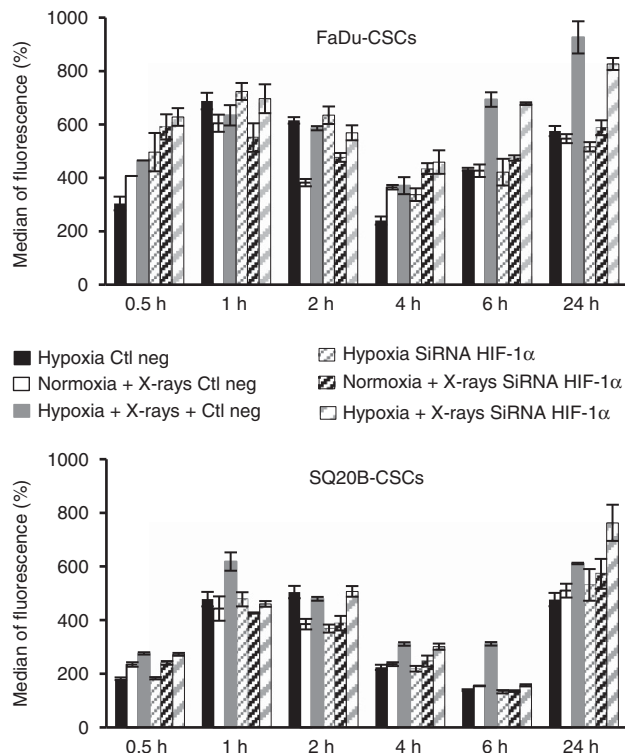 FaDu-CSCs
Median of fluorescence (%)
1000
800
600
400
200
0
0.5 h 1 h 2 h 4 h 6 h 24 h
Hypoxia Ctl neg
Normoxia + X-rays Ctl neg
Hypoxia + X-rays + Ctl neg
Hypoxia SiRNA HIF-1α
Normoxia + X-rays SiRNA HIF-1α
Hypoxia + X-rays SiRNA HIF-1α
SQ20B-CSCs
Median of fluorescence (%)
1000
800
600
400
200
0
0.5 h 1 h 2 h 4 h 6 h 24 h